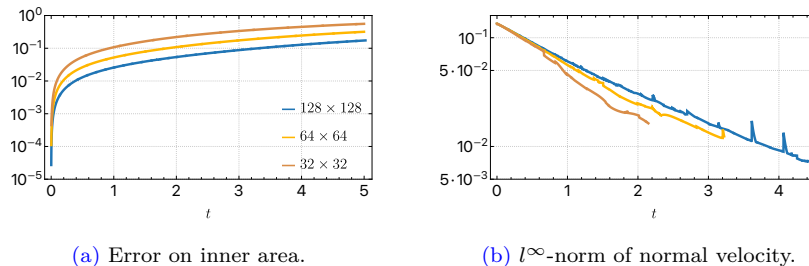 10^0
10^-1
10^-2
10^-3
10^-4
10^-5
0 1 2 3 4 5
t
128 × 128
64 × 64
32 × 32
(a) Error on inner area.
10^-1
5·10^-2
10^-2
5·10^-3
0 1 2 3 4
t
(b) l^∞-norm of normal velocity.